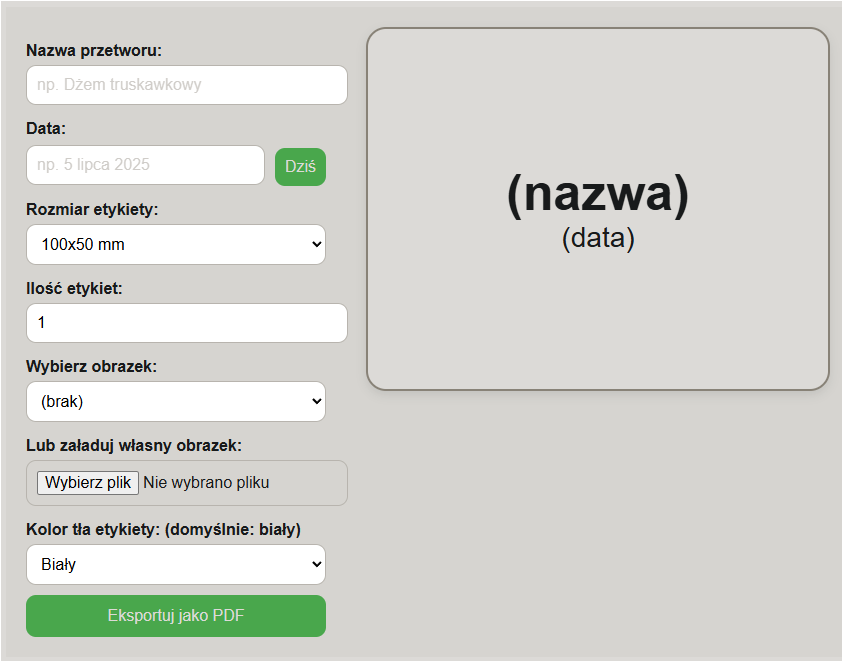 Nazwa przetworu:
np. Dżem truskawkowy
Data:
np. 5 lipca 2025
Dziś
Rozmiar etykiety:
100x50 mm
Ilość etykiet:
1
Wybierz obrazek:
(brak)
Lub załaduj własny obrazek:
Wybierz plik Nie wybrano pliku
Kolor tła etykiety: (domyślnie: biały)
Biały
Eksportuj jako PDF
(nazwa)
(data)